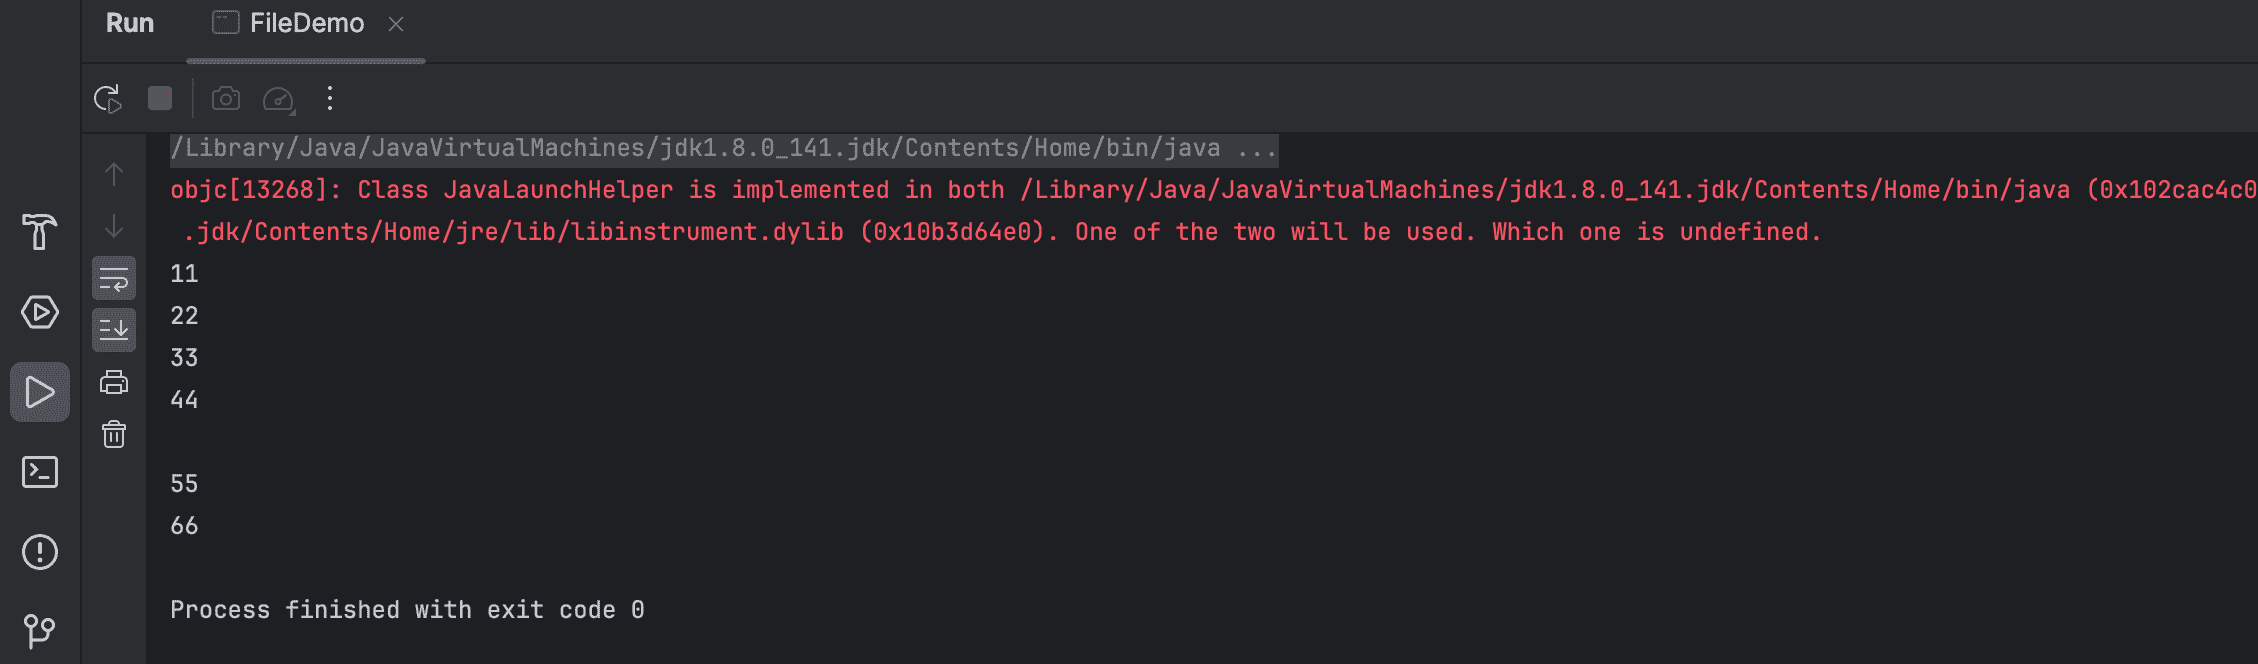 Run FileDemo
/Library/Java/JavaVirtualMachines/jdk1.8.0_141.jdk/Contents/Home/bin/java ...
objc[13268]: Class JavaLaunchHelper is implemented in both /Library/Java/JavaVirtualMachines/jdk1.8.0_141.jdk/Contents/Home/bin/java (0x102cac4c0
.jdk/Contents/Home/jre/lib/libinstrument.dylib (0x10b3d64e0). One of the two will be used. Which one is undefined.
11
22
33
44
55
66
Process finished with exit code 0